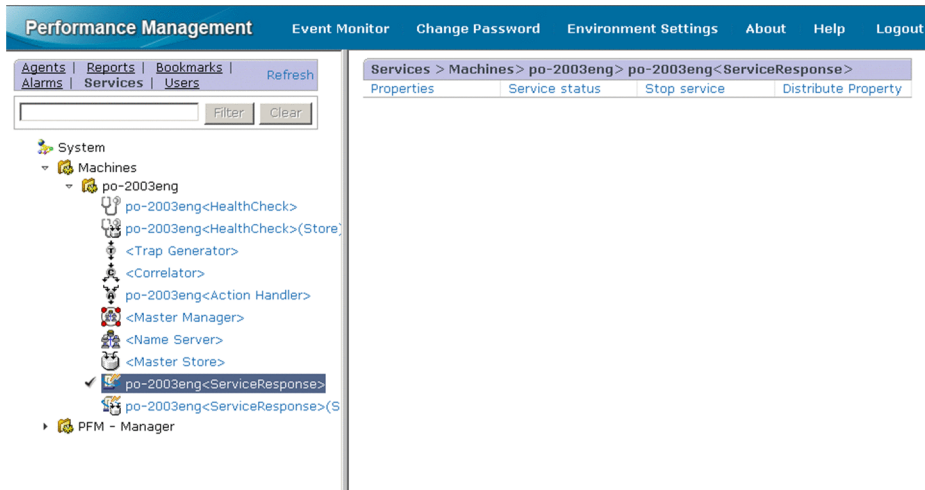 Performance Management Event Monitor Change Password Environment Settings About Help Logout
Agents | Reports | Bookmarks |
Alarms | Services | Users
Refresh
Filter Clear
System
Machines
po-2003eng
po-2003eng<HealthCheck>
po-2003eng<HealthCheck>(Store)
<Trap Generator>
<Correlator>
po-2003eng<Action Handler>
<Master Manager>
<Name Server>
<Master Store>
po-2003eng<ServiceResponse>
po-2003eng<ServiceResponse>(S
PFM - Manager
Services > Machines> po-2003eng> po-2003eng<ServiceResponse>
Properties Service status Stop service Distribute Property